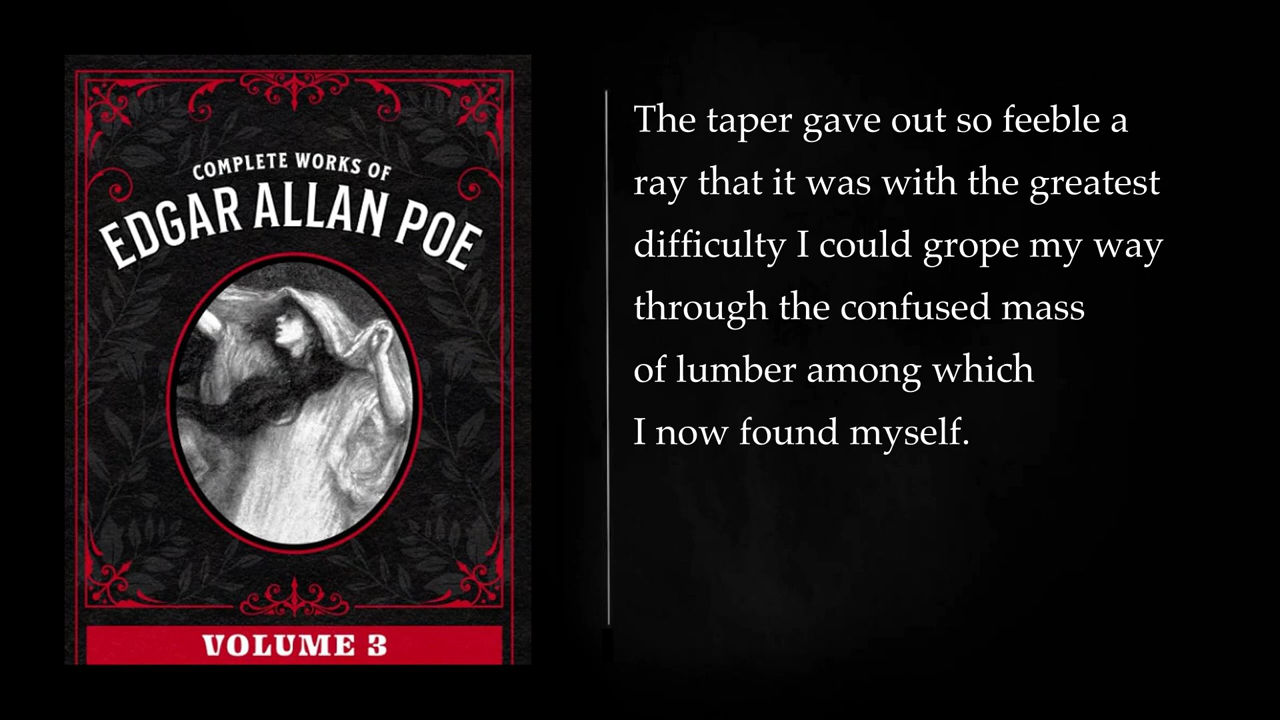 COMPLETE WORKS OF
EDGAR ALLAN POE
VOLUME 3
The taper gave out so feeble a
ray that it was with the greatest
difficulty I could grope my way
through the confused mass
of lumber among which
I now found myself.